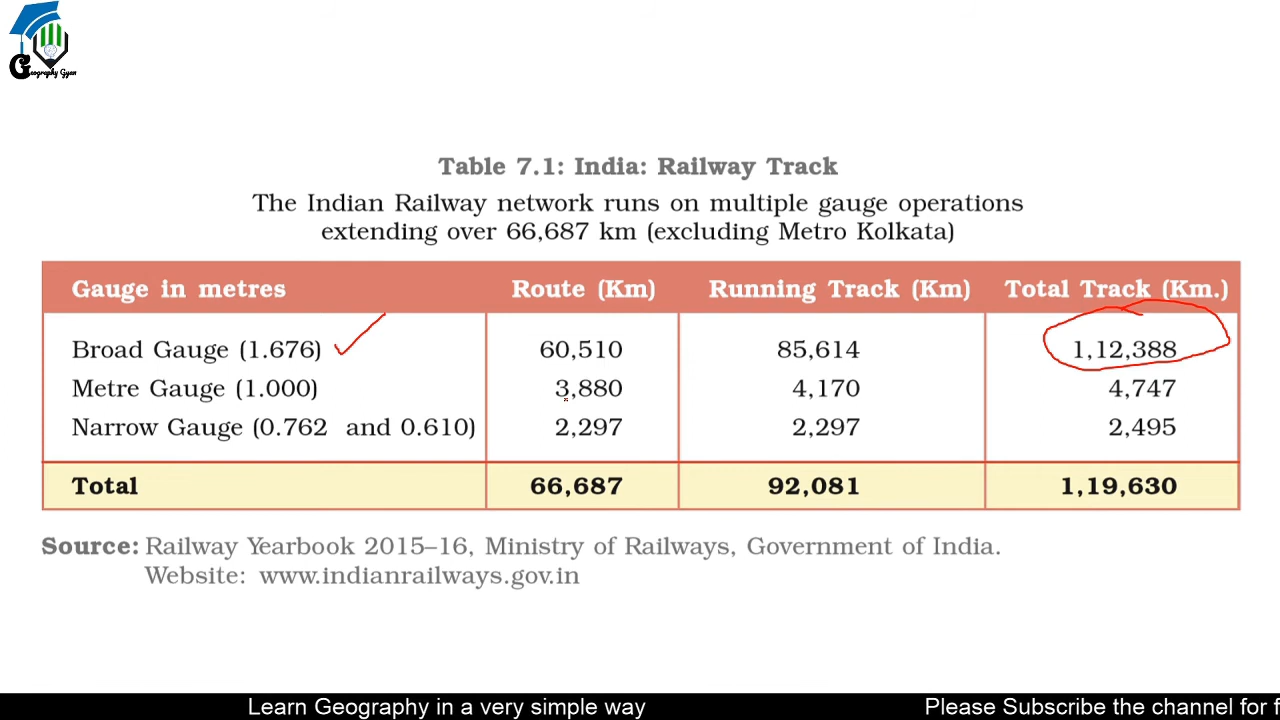 Geography Gyan
Table 7.1: India: Railway Track
The Indian Railway network runs on multiple gauge operations
extending over 66,687 km (excluding Metro Kolkata)
Gauge in metres Route (Km) Running Track (Km) Total Track (Km.)
Broad Gauge (1.676) 60,510 85,614 1,12,388
Metre Gauge (1.000) 3,880 4,170 4,747
Narrow Gauge (0.762 and 0.610) 2,297 2,297 2,495
Total 66,687 92,081 1,19,630
Source: Railway Yearbook 2015–16, Ministry of Railways, Government of India.
Website: www.indianrailways.gov.in
Learn Geography in a very simple way Please Subscribe the channel for f